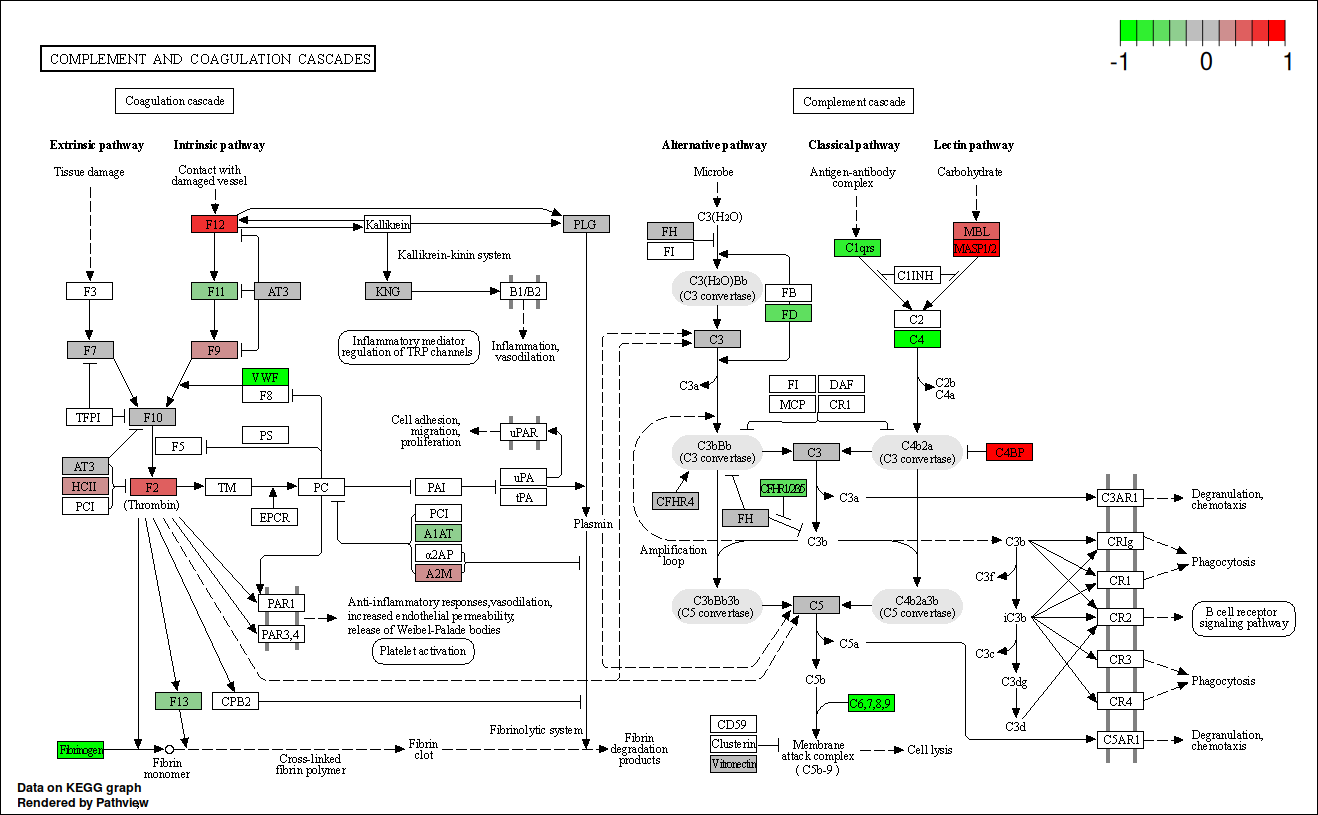 COMPLEMENT AND COAGULATION CASCADES
-1
0
1
Coagulation cascade
Complement cascade
Extrinsic pathway
Intrinsic pathway
Alternative pathway
Classical pathway
Lectin pathway
Tissue damage
Contact with
damaged vessel
Microbe
Antigen-antibody
complex
Carbohydrate
F12
Kallikrein
PLG
C3(H2O)
FH
FI
MBL
MASP1/2
C1qrs
Kallikrein-kinin system
C1INH
F3
F11
AT3
KNG
B1/B2
C3(H2O)Bb
(C3 convertase)
FB
FD
C2
C4
F7
F9
Inflammatory mediator
regulation of TRP channels
Inflammation,
vasodilation
C3
VWF
F8
C3a
FI
DAF
MCP
CR1
C2b
C4a
TFPI
F10
F5
PS
Cell adhesion,
migration,
proliferation
uPAR
C3bBb
(C3 convertase)
C3
C4b2a
(C3 convertase)
C4BP
AT3
HCII
PCI
F2
(Thrombin)
TM
PC
PAI
uPA
tPA
CFHR4
C3a
C3AR1
Degranulation,
chemotaxis
EPCR
PCI
A1AT
α2AP
A2M
Plasmin
FH
Amplification
loop
C3b
C3b
CRIg
Phagocytosis
C3f
CR1
C3bBb3b
(C5 convertase)
C5
C4b2a3b
(C5 convertase)
iC3b
CR2
B cell receptor
signaling pathway
PAR1
PAR3,4
Anti-inflammatory responses,vasodilation,
increased endothelial permeability,
release of Weibel-Palade bodies
Platelet activation
C5a
C3c
CR3
C5b
C3dg
Phagocytosis
F13
CPB2
C6,7,8,9
CR4
C3d
Fibrinolytic system
CD59
Clusterin
Vitronectin
Membrane
attack complex
(C5b-9)
Cell lysis
C5AR1
Degranulation,
chemotaxis
Fibrinogen
Fibrin
monomer
Cross-linked
fibrin polymer
Fibrin
clot
Fibrin
degradation
products
Data on KEGG graph
Rendered by Pathview